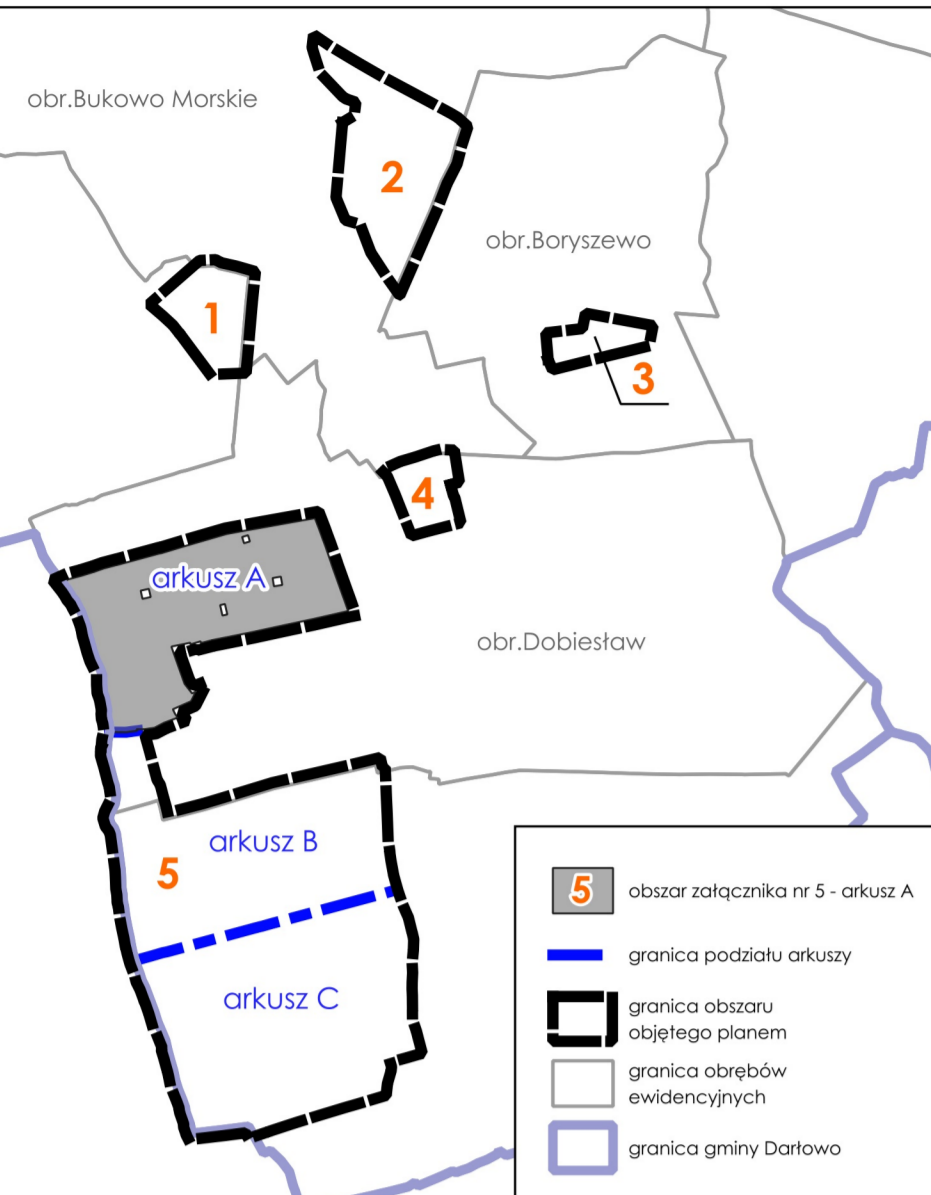 obr.Bukowo Morskie
2
obr.Boryszewo
1
3
4
arkusz A
obr.Dobiesław
arkusz B
5
arkusz C
5 obszar załącznika nr 5 - arkusz A
granica podziału arkuszy
granica obszaru
objętego planem
granica obrębów
ewidencyjnych
granica gminy Darłowo